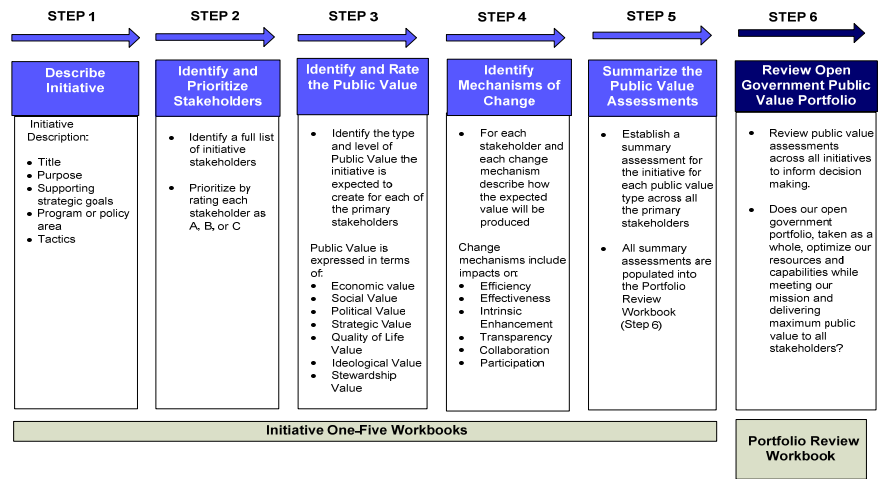 STEP 1
Describe
Initiative
Initiative
Description:
• Title
• Purpose
• Supporting
strategic goals
• Program or policy
area
• Tactics
STEP 2
Identify and
Prioritize
Stakeholders
• Identify a full list
of initiative
stakeholders
• Prioritize by
rating each
stakeholder as
A, B, or C
STEP 3
Identify and Rate
the Public Value
• Identify the type
and level of
Public Value the
initiative is
expected to
create for each of
the primary
stakeholders
Public Value is
expressed in terms
of:
• Economic value
• Social Value
• Political Value
• Strategic Value
• Quality of Life
Value
• Ideological Value
• Stewardship
Value
STEP 4
Identify
Mechanisms of
Change
• For each
stakeholder and
each change
mechanism
describe how
the expected
value will be
produced
Change
mechanisms include
impacts on:
• Efficiency
• Effectiveness
• Intrinsic
Enhancement
• Transparency
• Collaboration
• Participation
STEP 5
Summarize the
Public Value
Assessments
• Establish a
summary
assessment for
the initiative for
each public value
type across all
the primary
stakeholders
• All summary
assessments are
populated into
the Portfolio
Review
Workbook
(Step 6)
STEP 6
Review Open
Government Public
Value Portfolio
• Review public value
assessments
across all initiatives
to inform decision
making.
• Does our open
government
portfolio, taken as a
whole, optimize our
resources and
capabilities while
meeting our
mission and
delivering
maximum public
value to all
stakeholders?
Initiative One-Five Workbooks
Portfolio Review
Workbook